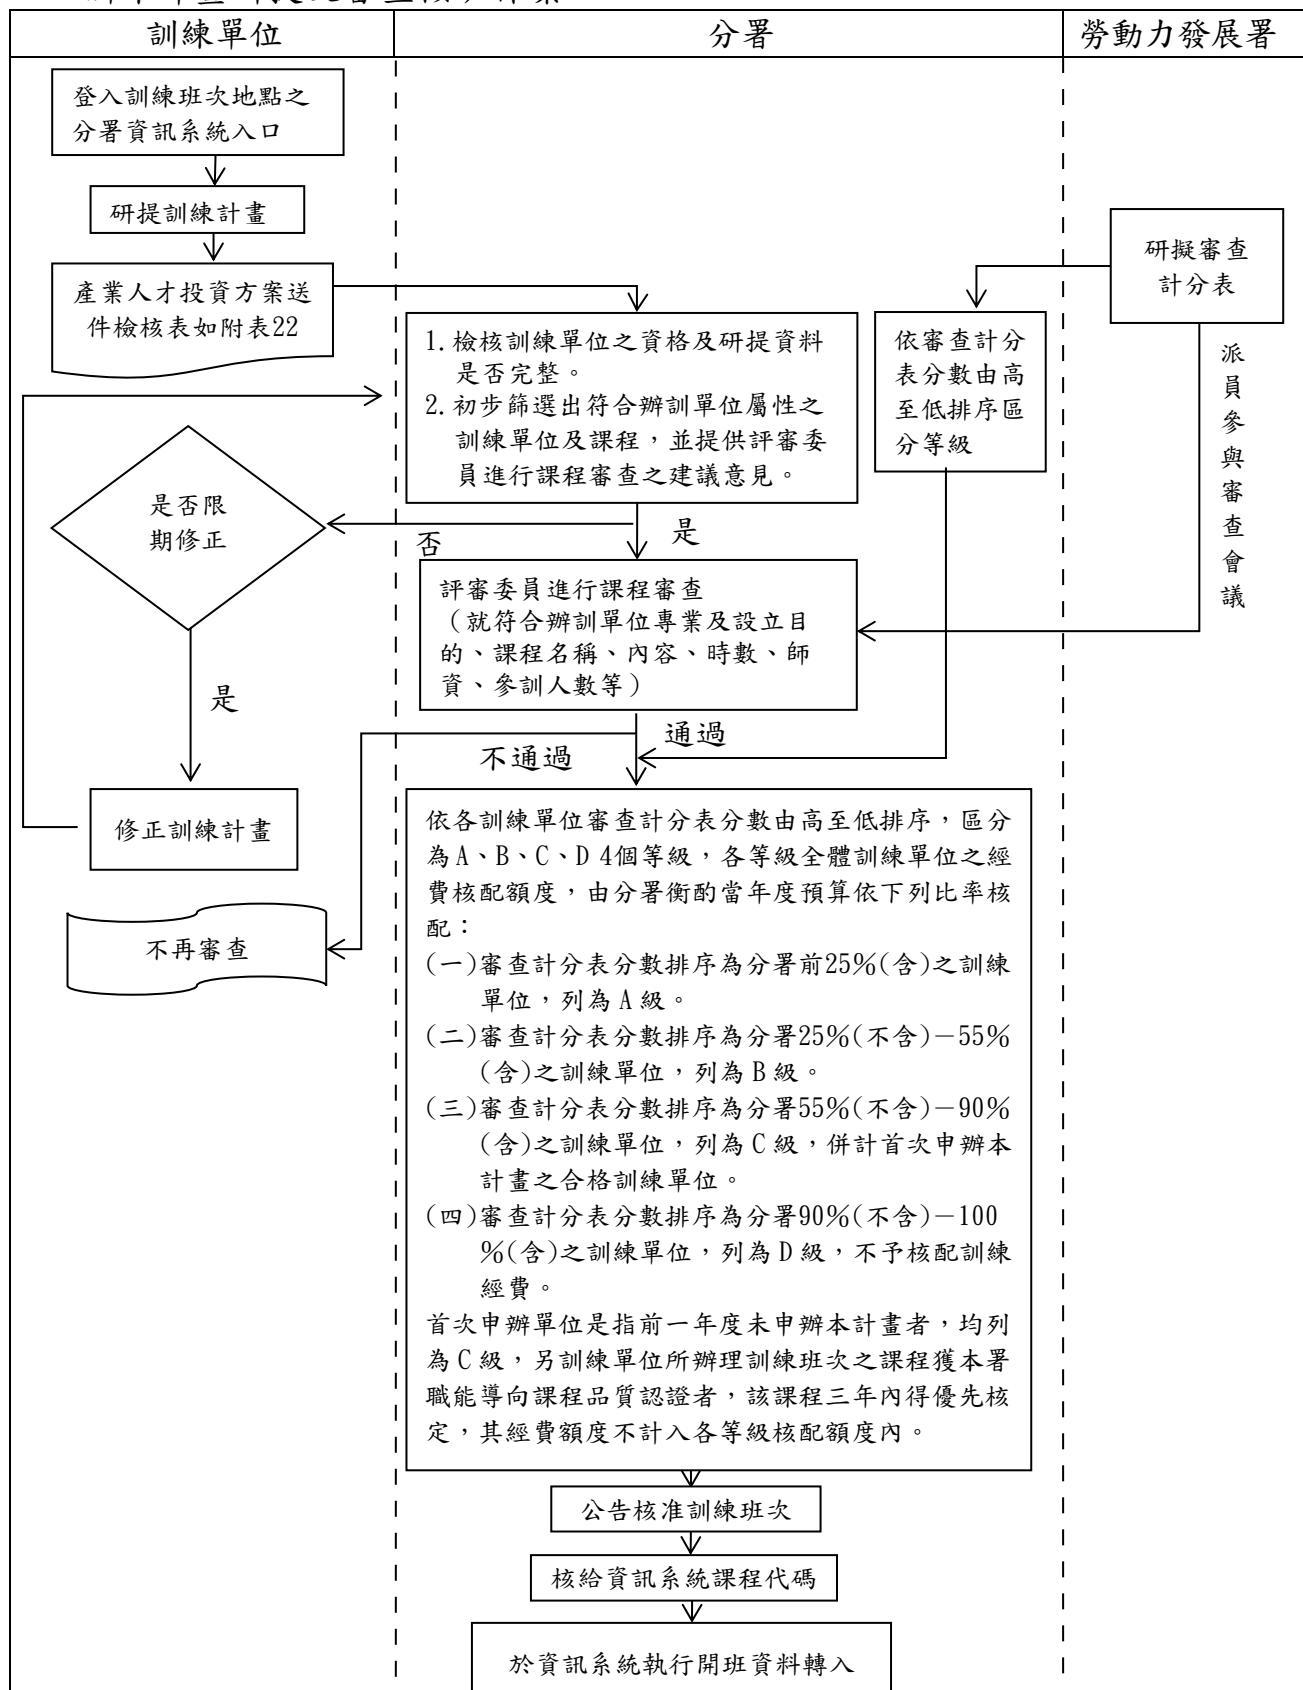 訓練單位
分署
勞動力發展署
登入訓練班次地點之
分署資訊系統入口
研提訓練計畫
產業人才投資方案送
件檢核表如附表22
研擬審查
計分表
1.檢核訓練單位之資格及研提資料
是否完整。
2.初步篩選出符合辦訓單位屬性之
訓練單位及課程，並提供評審委
員進行課程審查之建議意見。
依審查計分
表分數由高
至低排序區
分等級
派員參與審查會議
是否限
期修正
否
是
評審委員進行課程審查
（就符合辦訓單位專業及設立目
的、課程名稱、內容、時數、師
資、參訓人數等）
是
通過
不通過
修正訓練計畫
不再審查
依各訓練單位審查計分表分數由高至低排序，區分
為A、B、C、D 4個等級，各等級全體訓練單位之經
費核配額度，由分署衡酌當年度預算依下列比率核
配：
(一)審查計分表分數排序為分署前25%(含)之訓練
單位，列為A級。
(二)審查計分表分數排序為分署25%(不含)－55%
(含)之訓練單位，列為B級。
(三)審查計分表分數排序為分署55%(不含)－90%
(含)之訓練單位，列為C級，併計首次申辦本
計畫之合格訓練單位。
(四)審查計分表分數排序為分署90%(不含)－100
%(含)之訓練單位，列為D級，不予核配訓練
經費。
首次申辦單位是指前一年度未申辦本計畫者，均列
為C級，另訓練單位所辦理訓練班次之課程獲本署
職能導向課程品質認證者，該課程三年內得優先核
定，其經費額度不計入各等級核配額度內。
公告核准訓練班次
核給資訊系統課程代碼
於資訊系統執行開班資料轉入